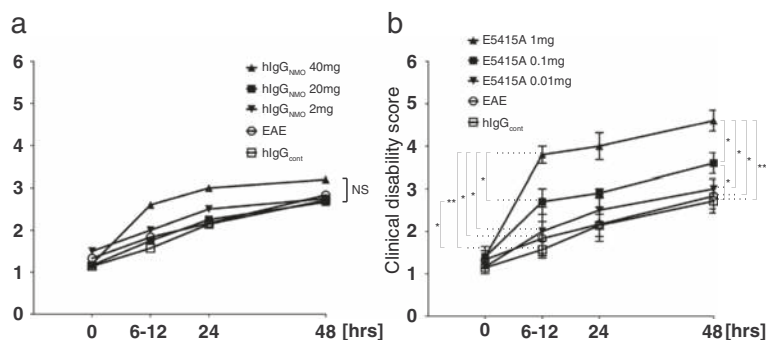 a
6
5
4
3
2
1
0
0 6-12 24 48 [hrs]
hIgGNMO 40mg
hIgGNMO 20mg
hIgGNMO 2mg
EAE
hIgGcont
NS
b
Clinical disability score
6
5
4
3
2
1
0
0 6-12 24 48 [hrs]
E5415A 1mg
E5415A 0.1mg
E5415A 0.01mg
EAE
hIgGcont
* ** * * *
* * * * **